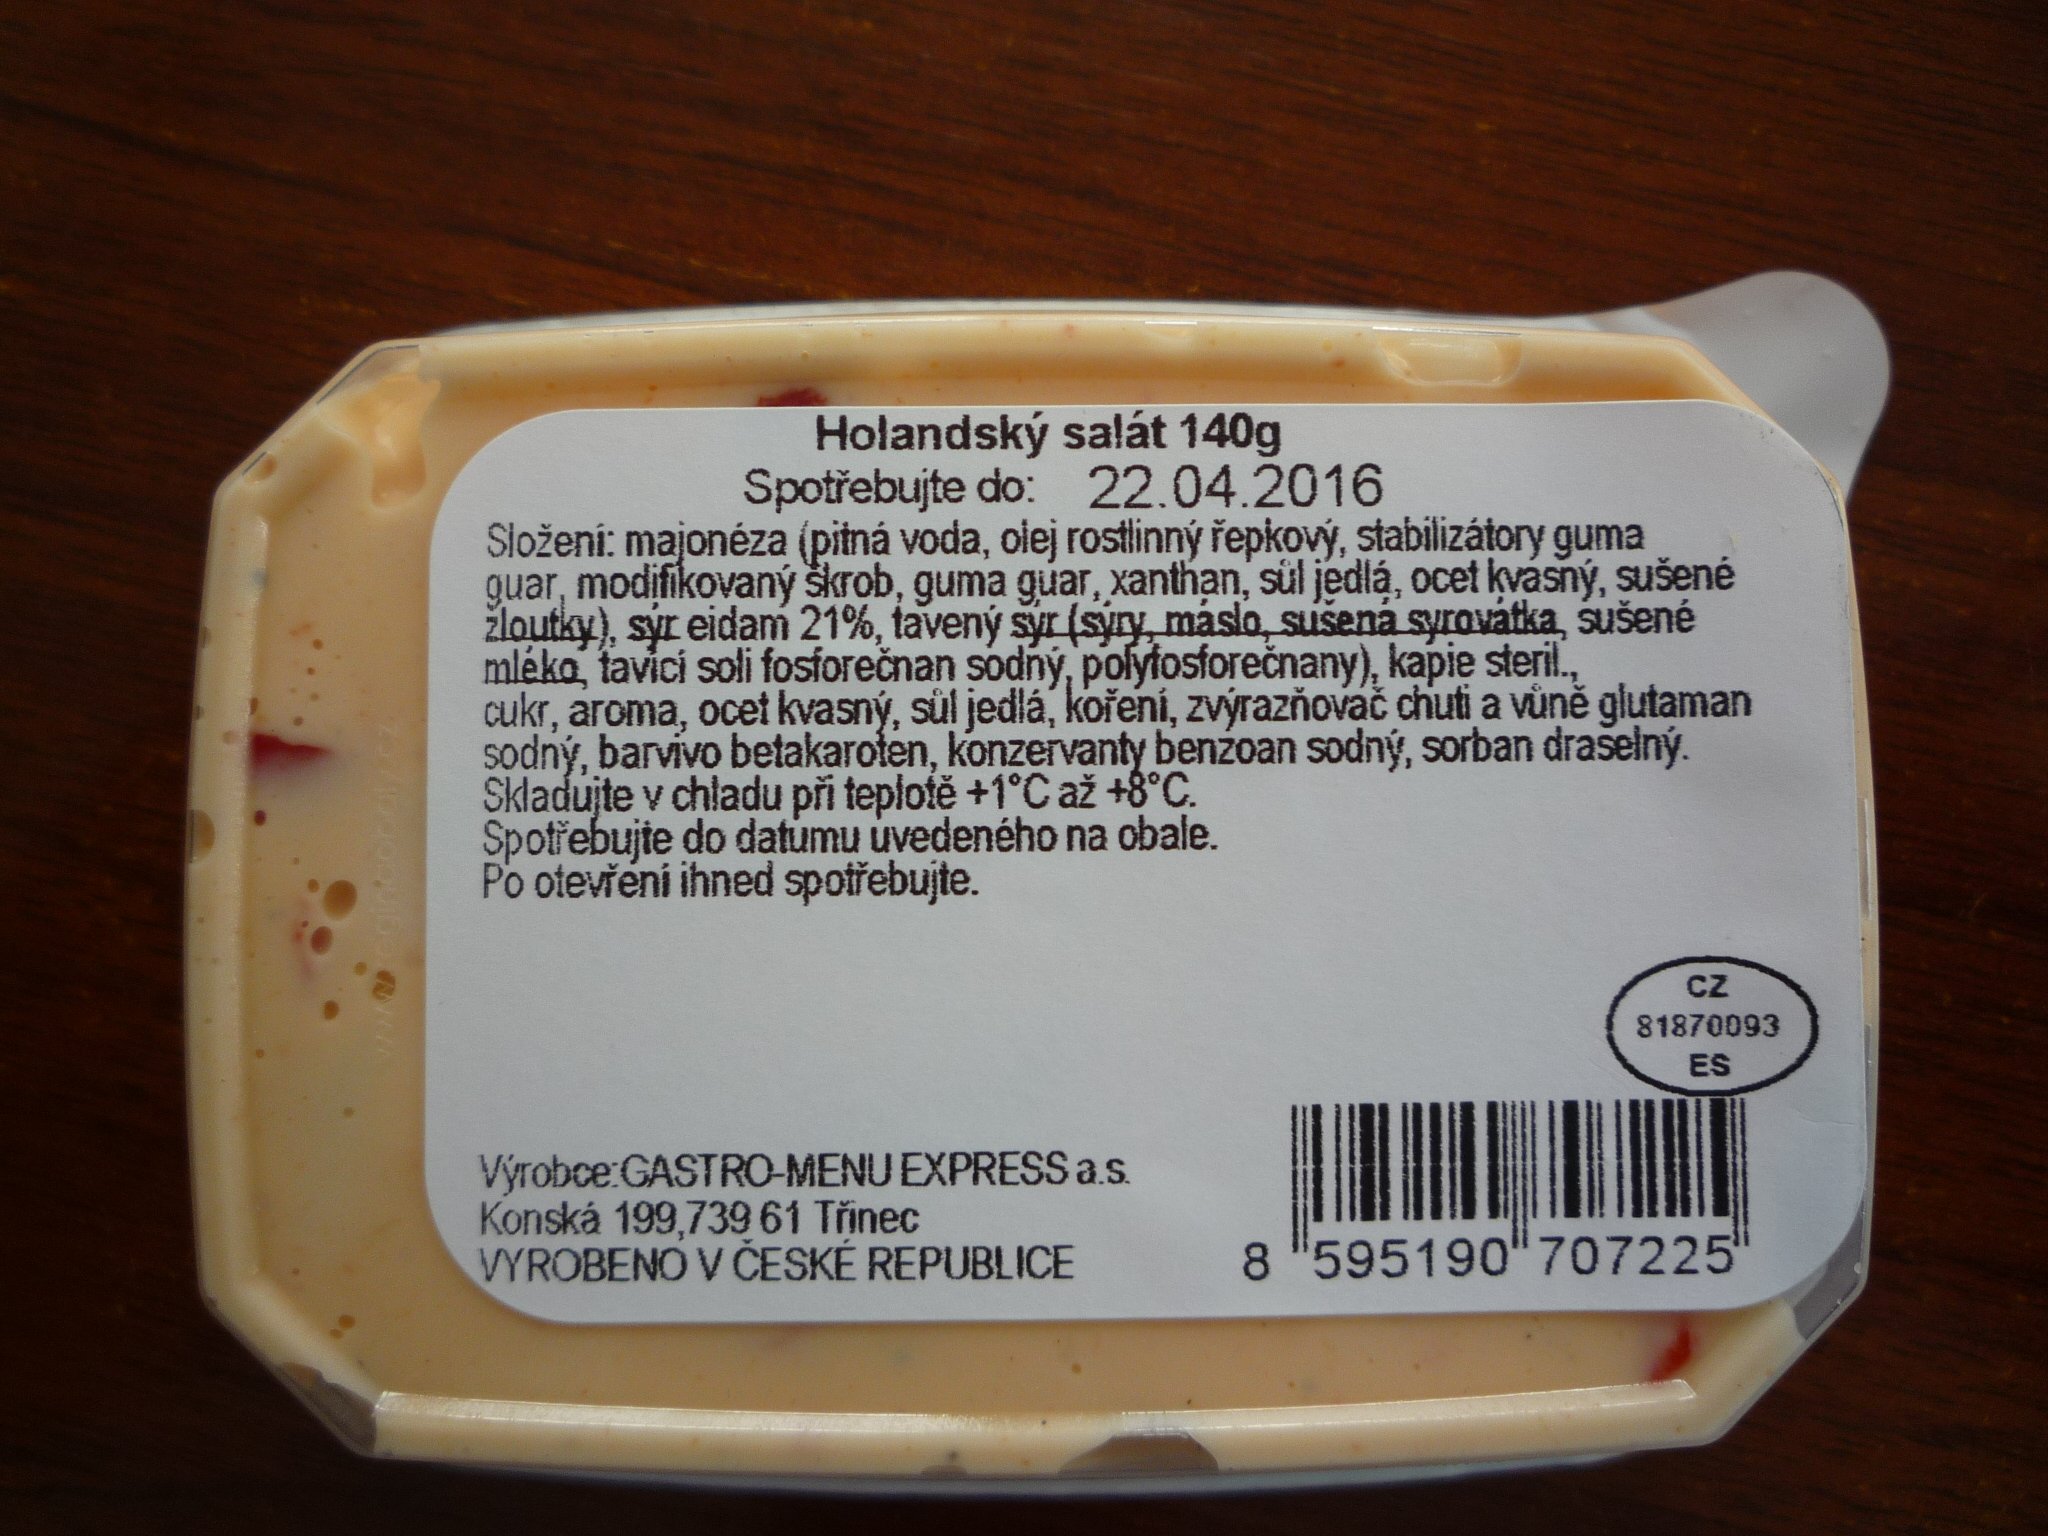 Holandský salát 140g
Spotřebujte do: 22.04.2016
Složení: majonéza (pitná voda, olej rostlinný řepkový, stabilizátory guma
guar, modifikovaný škrob, guma guar, xanthan, sůl jedlá, ocet kvasný, sušené
žloutky), sýr eidam 21%, tavený sýr (sýry, máslo, sušená syrovátka, sušené
mléko, tavící soli fosforečnan sodný, polyfosforečnany), kapie steril.,
cukr, aroma, ocet kvasný, sůl jedlá, koření, zvýrazňovač chuti a vůně glutaman
sodný, barvivo betakaroten, konzervanty benzoan sodný, sorban draselný.
Skladujte v chladu při teplotě +1°C až +8°C.
Spotřebujte do datumu uvedeného na obale.
Po otevření ihned spotřebujte.
CZ
81870093
ES
Výrobce:GASTRO-MENU EXPRESS a.s.
Konská 199,739 61 Třinec
VYROBENO V ČESKÉ REPUBLICE
8 595190 707225